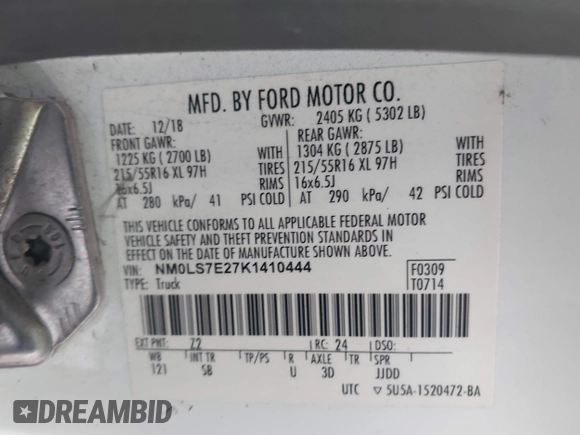 MFD. BY FORD MOTOR CO.
DATE: 12/18 GVWR: 2405 KG ( 5302 LB)
FRONT GAWR: REAR GAWR:
1225 KG ( 2700 LB) WITH 1304 KG ( 2875 LB) WITH
215/55R16 XL 97H TIRES 215/55R16 XL 97H TIRES
16x6.5J RIMS 16x6.5J RIMS
AT 280 kPa/ 41 PSI COLD AT 290 kPa/ 42 PSI COLD
THIS VEHICLE CONFORMS TO ALL APPLICABLE FEDERAL MOTOR
VEHICLE SAFETY AND THEFT PREVENTION STANDARDS IN
EFFECT ON THE DATE OF MANUFACTURE SHOWN ABOVE.
VIN: NM0LS7E27K1410444 F0309
TYPE: Truck T0714
EXT PNT: Z2 RC: 24 DSO:
WB INT TR TP/PS R AXLE TR SPR
121 SB U 3D JJDD
UTC ▽ 5U5A-1520472-BA
DREAMBID